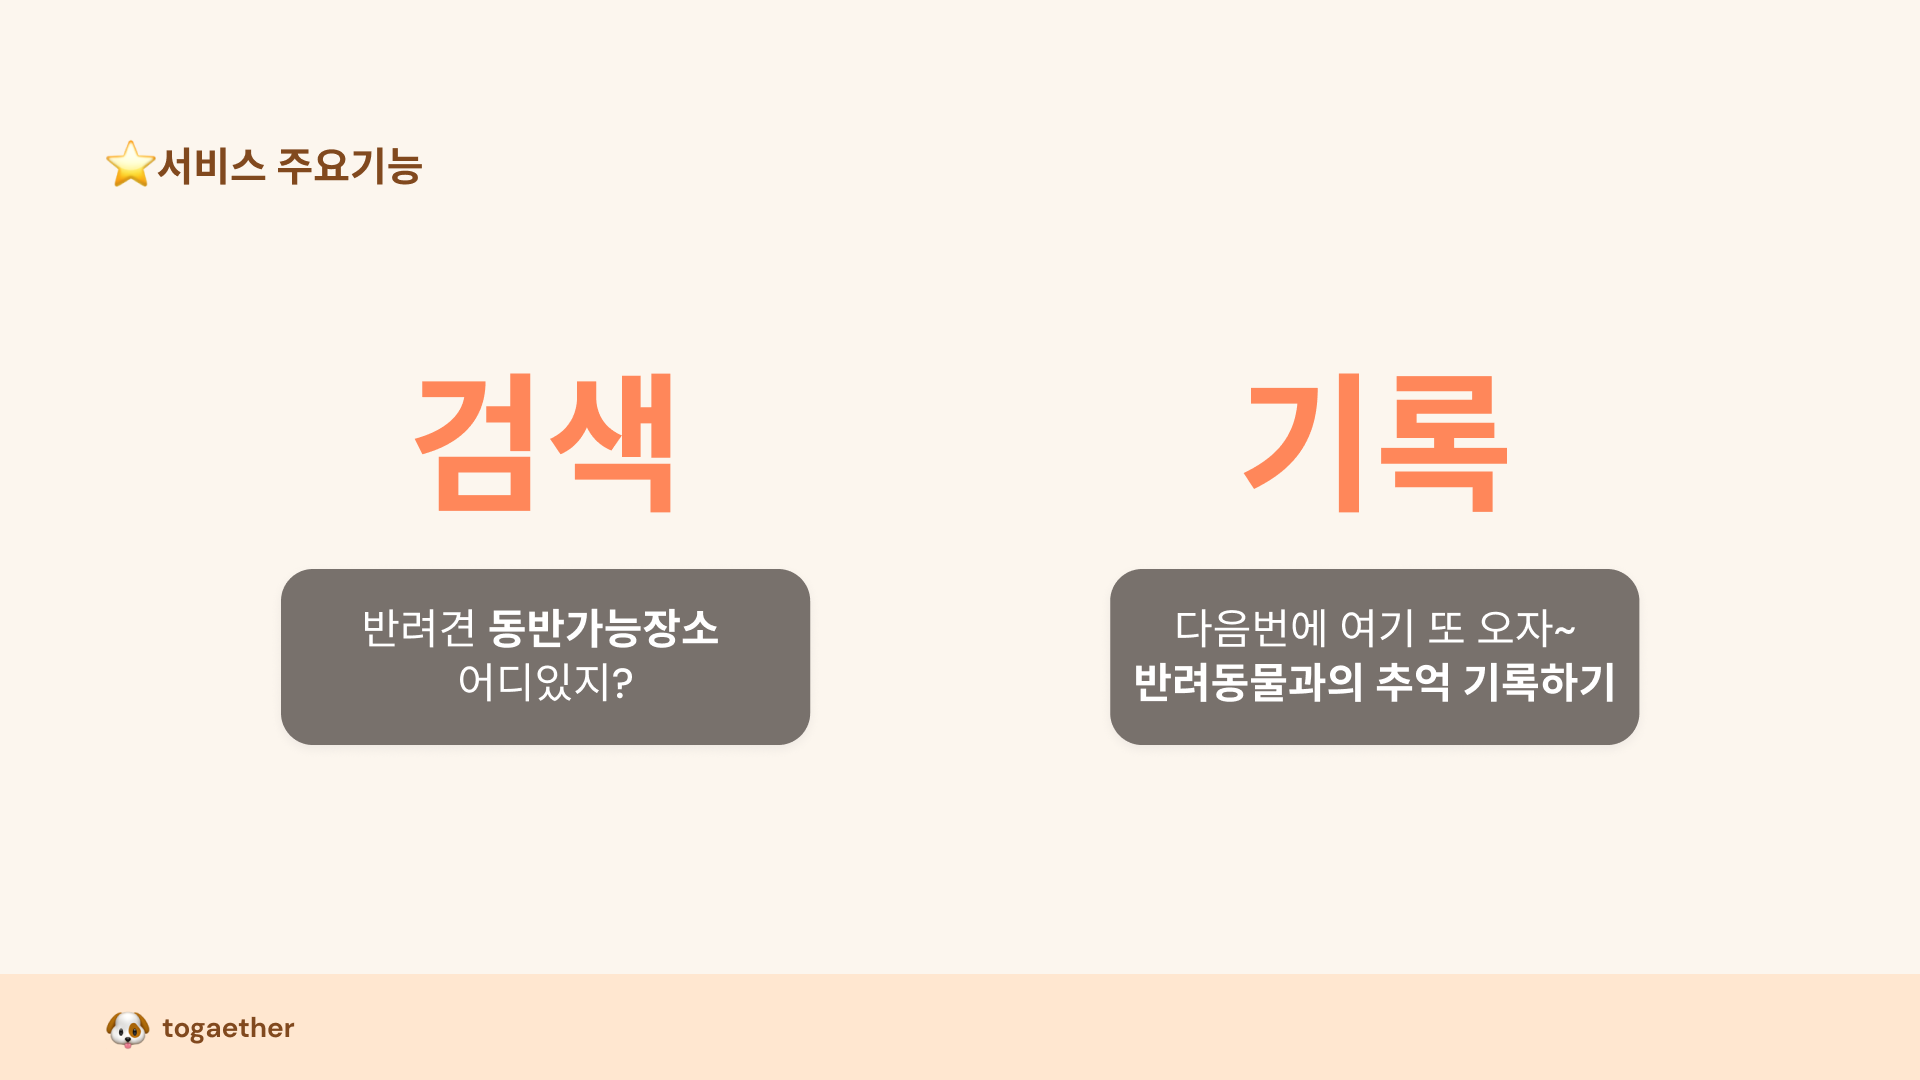 ⭐서비스 주요기능
검색
반려견 동반가능장소
어디있지?
기록
다음번에 여기 또 오자~
반려동물과의 추억 기록하기
togaether